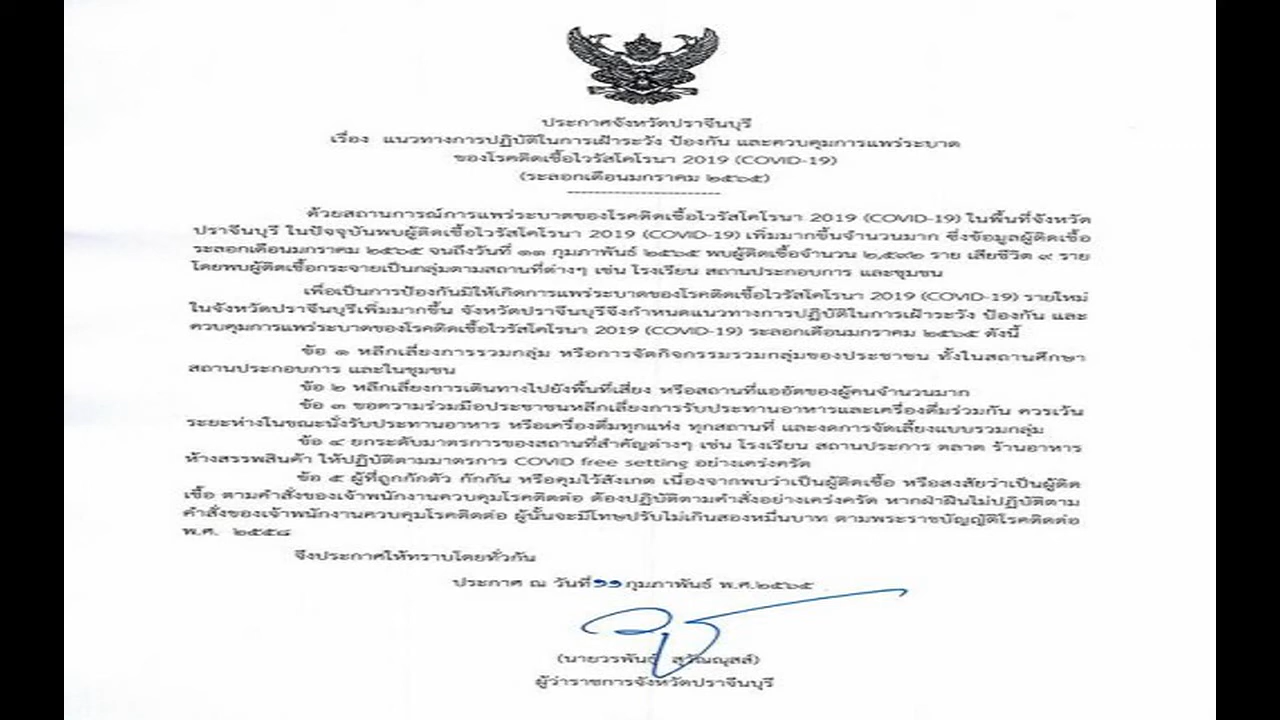 ประกาศจังหวัดปราจีนบุรี
เรื่อง แนวทางการปฏิบัติในการเฝ้าระวัง ป้องกัน และควบคุมการแพร่ระบาด
ของโรคติดเชื้อไวรัสโคโรนา 2019 (COVID-19)
(ระลอกเดือนมกราคม ๒๕๖๕)
ด้วยสถานการณ์การแพร่ระบาดของโรคติดเชื้อไวรัสโคโรนา 2019 (COVID-19) ในพื้นที่จังหวัด
ปราจีนบุรี ในปัจจุบันพบผู้ติดเชื้อไวรัสโคโรนา 2019 (COVID-19) เพิ่มมากขึ้นจำนวนมาก ซึ่งข้อมูลผู้ติดเชื้อ
ระลอกเดือนมกราคม ๒๕๖๕ จนถึงวันที่ ๑๑ กุมภาพันธ์ ๒๕๖๕ พบผู้ติดเชื้อจำนวน ๒,๕๙๒ ราย เสียชีวิต ๙ ราย
โดยพบผู้ติดเชื้อกระจายเป็นกลุ่มตามสถานที่ต่างๆ เช่น โรงเรียน สถานประกอบการ และชุมชน
เพื่อเป็นการป้องกันมิให้เกิดการแพร่ระบาดของโรคติดเชื้อไวรัสโคโรนา 2019 (COVID-19) รายใหม่
ในจังหวัดปราจีนบุรีเพิ่มมากขึ้น จังหวัดปราจีนบุรีจึงกำหนดแนวทางการปฏิบัติในการเฝ้าระวัง ป้องกัน และ
ควบคุมการแพร่ระบาดของโรคติดเชื้อไวรัสโคโรนา 2019 (COVID-19) ระลอกเดือนมกราคม ๒๕๖๕ ดังนี้
ข้อ ๑ หลีกเลี่ยงการรวมกลุ่ม หรือการจัดกิจกรรมรวมกลุ่มของประชาชน ทั้งในสถานศึกษา
สถานประกอบการ และในชุมชน
ข้อ ๒ หลีกเลี่ยงการเดินทางไปยังพื้นที่เสี่ยง หรือสถานที่แออัดของผู้คนจำนวนมาก
ข้อ ๓ ขอความร่วมมือประชาชนหลีกเลี่ยงการรับประทานอาหารและเครื่องดื่มร่วมกัน ควรเว้น
ระยะห่างในขณะนั่งรับประทานอาหาร หรือเครื่องดื่มทุกแห่ง ทุกสถานที่ และงดการจัดเลี้ยงแบบรวมกลุ่ม
ข้อ ๔ ยกระดับมาตรการของสถานที่สำคัญต่างๆ เช่น โรงเรียน สถานประการ ตลาด ร้านอาหาร
ห้างสรรพสินค้า ให้ปฏิบัติตามมาตรการ COVID free setting อย่างเคร่งครัด
ข้อ ๕ ผู้ที่ถูกกักตัว กักกัน หรือคุมไว้สังเกต เนื่องจากพบว่าเป็นผู้ติดเชื้อ หรือสงสัยว่าเป็นผู้ติด
เชื้อ ตามคำสั่งของเจ้าพนักงานควบคุมโรคติดต่อ ต้องปฏิบัติตามคำสั่งอย่างเคร่งครัด หากฝ่าฝืนไม่ปฏิบัติตาม
คำสั่งของเจ้าพนักงานควบคุมโรคติดต่อ ผู้นั้นจะมีโทษปรับไม่เกินสองหมื่นบาท ตามพระราชบัญญัติโรคติดต่อ
พ.ศ. ๒๕๕๘
จึงประกาศให้ทราบโดยทั่วกัน
ประกาศ ณ วันที่ ๑๑ กุมภาพันธ์ พ.ศ.๒๕๖๕
(นายวรพันธุ์ สุวัณณุสส์)
ผู้ว่าราชการจังหวัดปราจีนบุรี